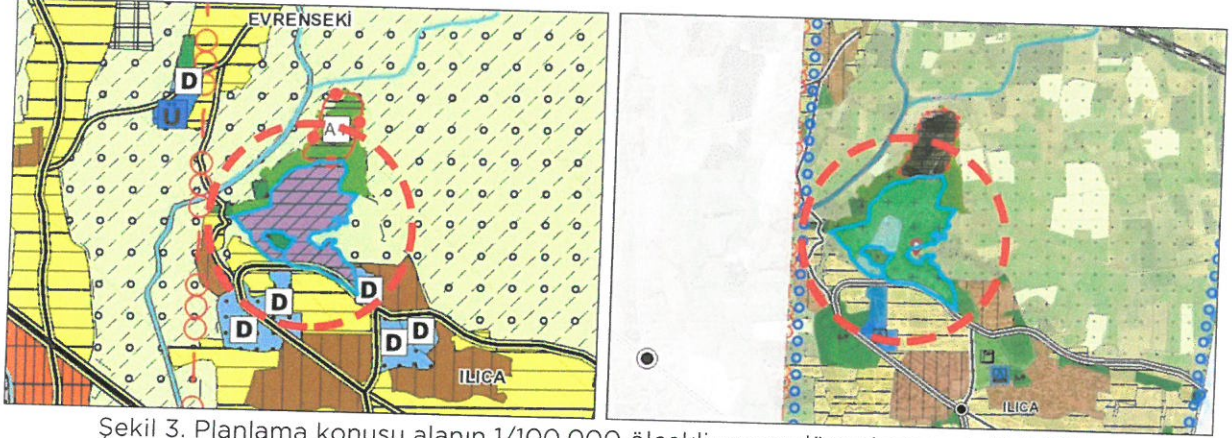 EVRENSEKİ
D
U
A
D
D
D
D
D
ILICA
ILICA
Şekil 3. Planlama konusu alanın 1/100.000 ölçekli